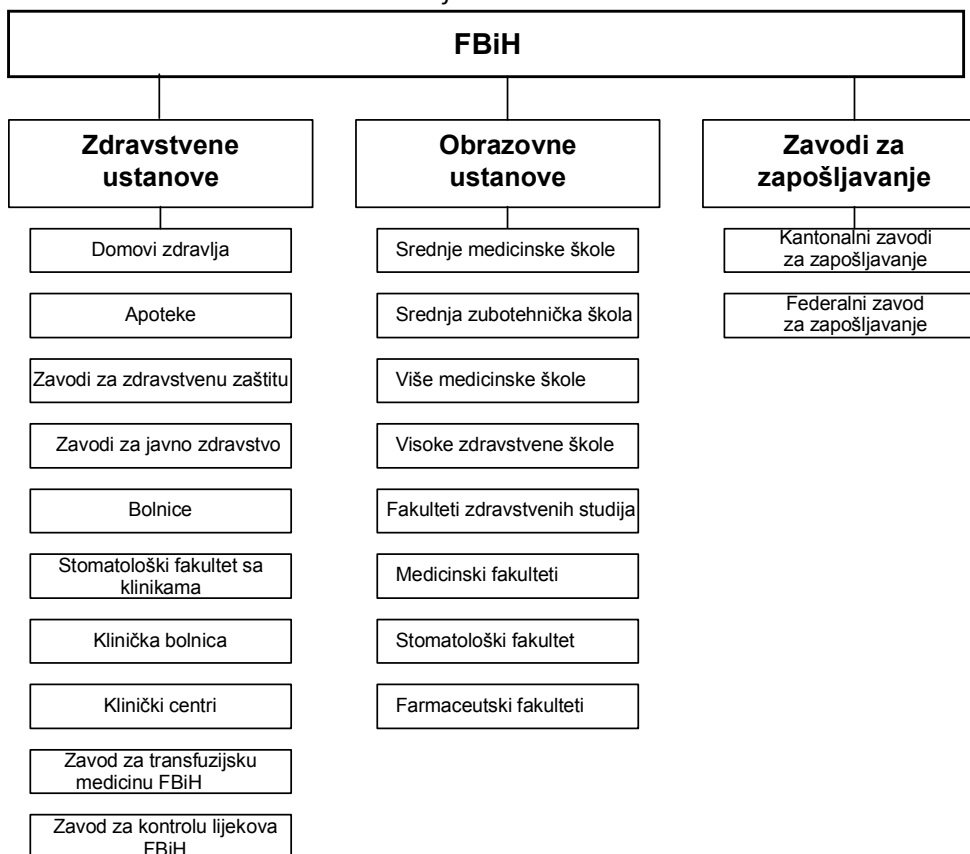 FBiH
Zdravstvene
ustanove
Domovi zdravlja
Apoteke
Zavodi za zdravstvenu zaštitu
Zavodi za javno zdravstvo
Bolnice
Stomatološki fakultet sa
klinikama
Klinička bolnica
Klinički centri
Zavod za transfuzijsku
medicinu FBiH
Zavod za kontrolu lijekova
FBiH
Obrazovne
ustanove
Srednje medicinske škole
Srednja zubotehnička škola
Više medicinske škole
Visoke zdravstvene škole
Fakulteti zdravstvenih studija
Medicinski fakulteti
Stomatološki fakultet
Farmaceutski fakulteti
Zavodi za
zapošljavanje
Kantonalni zavodi
za zapošljavanje
Federalni zavod
za zapošljavanje